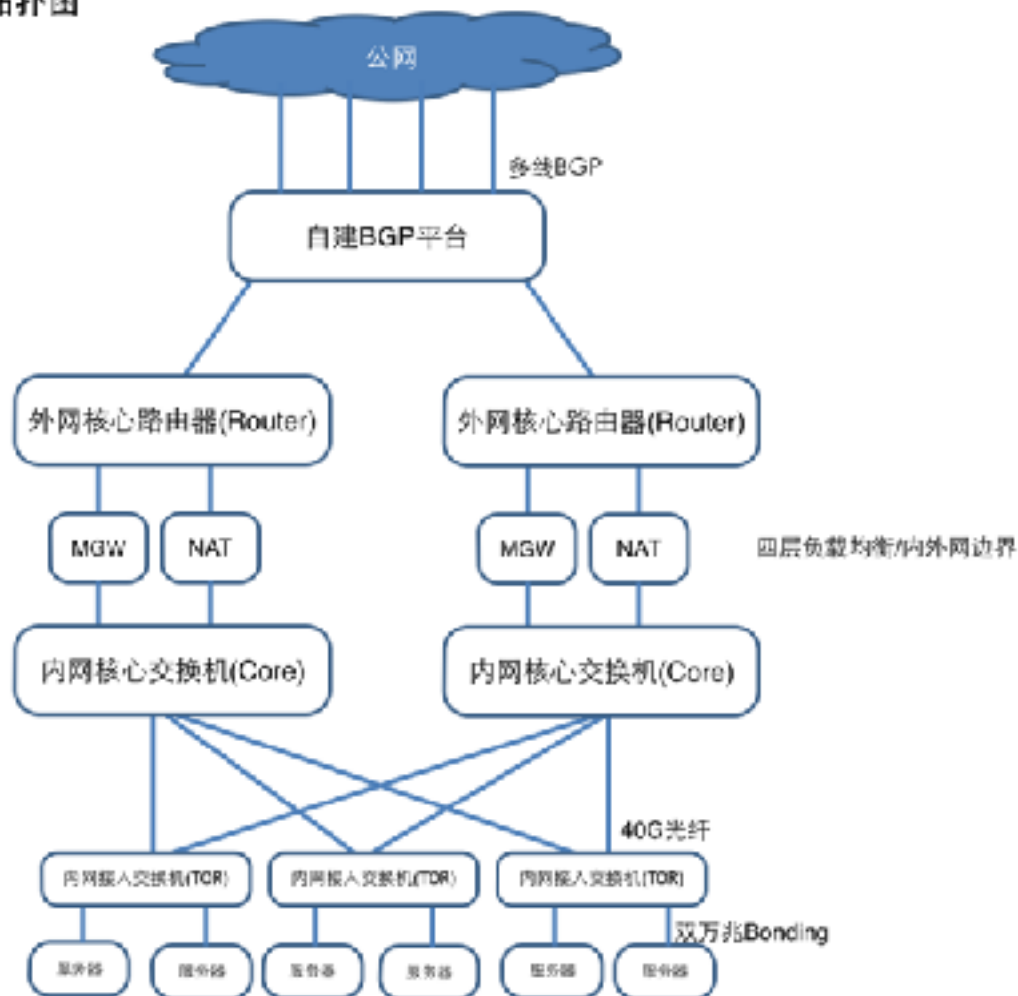 拓扑图
公网
多线BGP
自建BGP平台
外网核心路由器(Router)
外网核心路由器(Router)
MGW
NAT
MGW
NAT
四层负载均衡/内外网边界
内网核心交换机(Core)
内网核心交换机(Core)
40G光纤
内网接入交换机(TOR)
内网接入交换机(TOR)
内网接入交换机(TOR)
双万兆Bonding
服务器
服务器
服务器
服务器
服务器
服务器